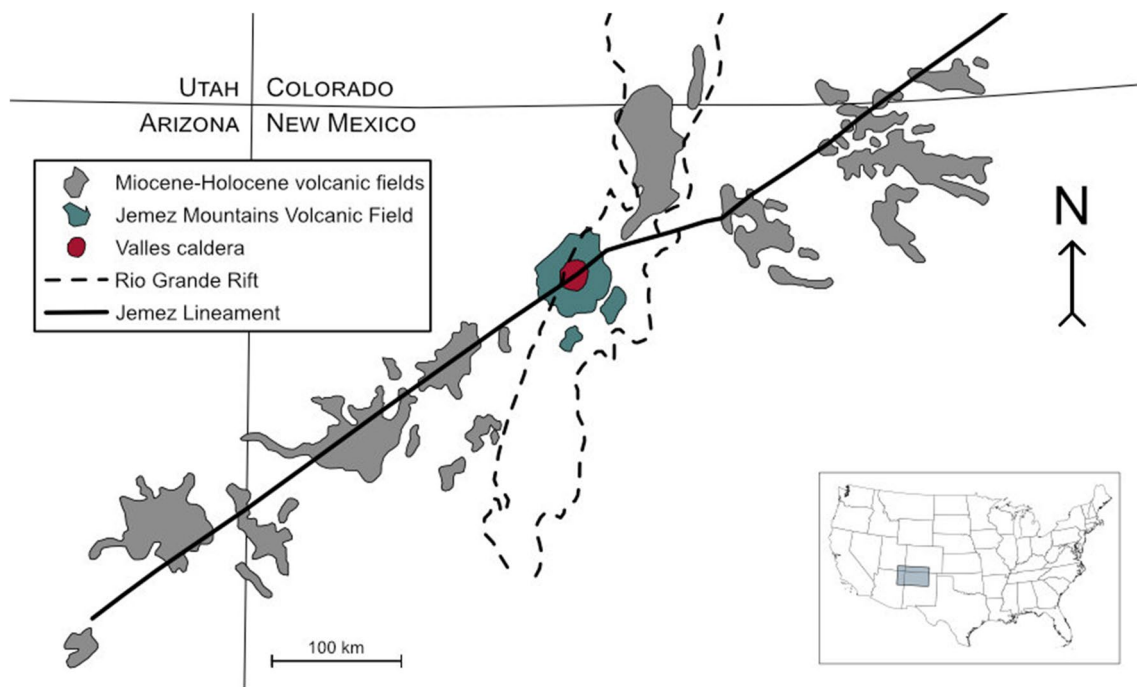 UTAH COLORADO
ARIZONA NEW MEXICO
Miocene-Holocene volcanic fields
Jemez Mountains Volcanic Field
Valles caldera
Rio Grande Rift
Jemez Lineament
N
100 km